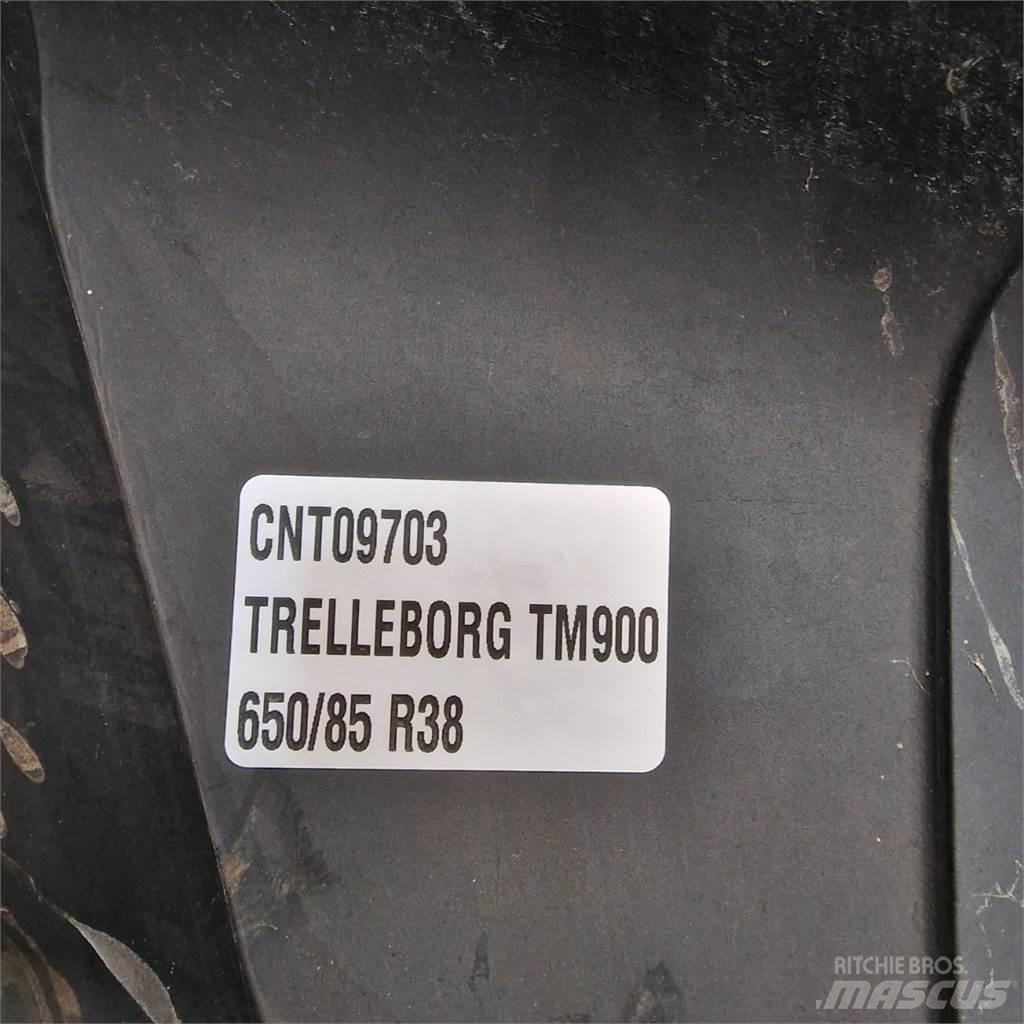 CNT09703
TRELLEBORG TM900
650/85 R38
RITCHIE BROS.
MASCUS